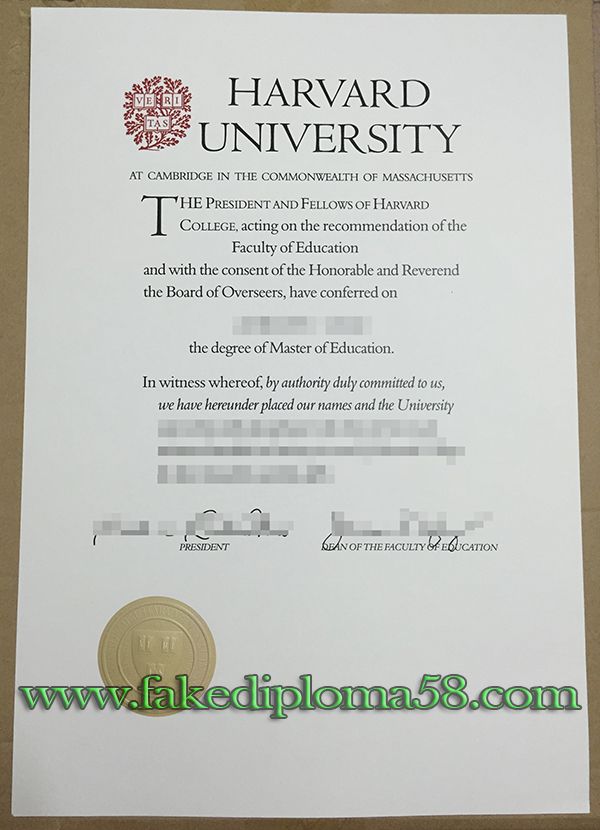 VE RI
TAS
HARVARD
UNIVERSITY
AT CAMBRIDGE IN THE COMMONWEALTH OF MASSACHUSETTS
THE PRESIDENT AND FELLOWS OF HARVARD
COLLEGE, acting on the recommendation of the
Faculty of Education
and with the consent of the Honorable and Reverend
the Board of Overseers, have conferred on
the degree of Master of Education.
In witness whereof, by authority duly committed to us,
we have hereunder placed our names and the University
PRESIDENT
DEAN OF THE FACULTY OF EDUCATION
www.fakediploma58.com